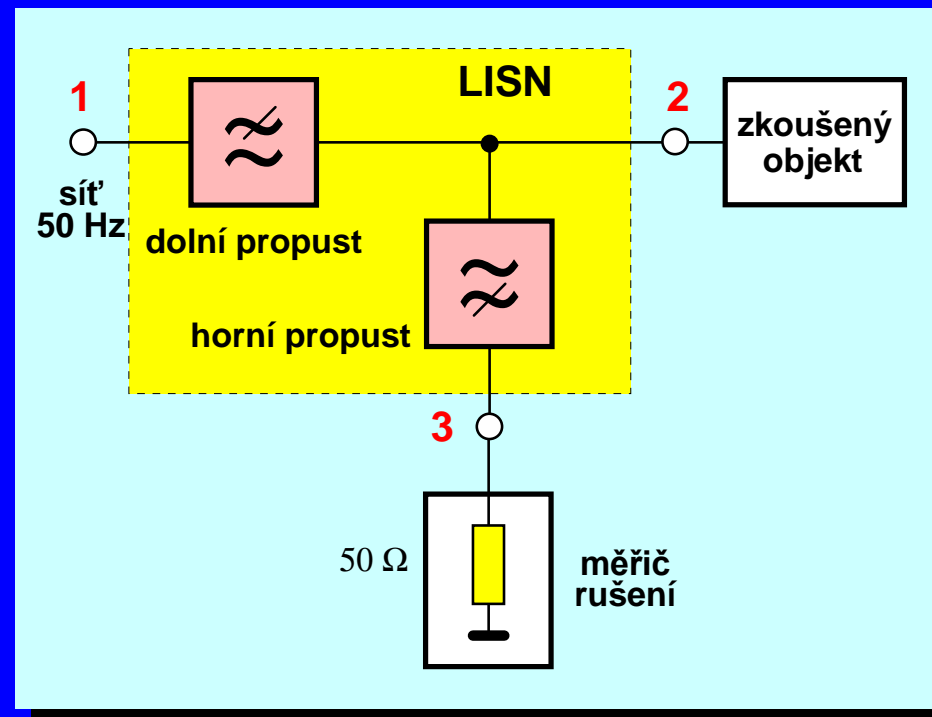 LISN
1
2
zkoušený
objekt
síť
50 Hz
dolní propust
horní propust
3
50 Ω
měřič
rušení